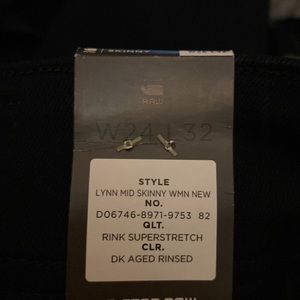 SKINNY
RAW
W24 L32
STYLE
LYNN MID SKINNY WMN NEW
NO.
D06746-8971-9753 82
QLT.
RINK SUPERSTRETCH
CLR.
DK AGED RINSED